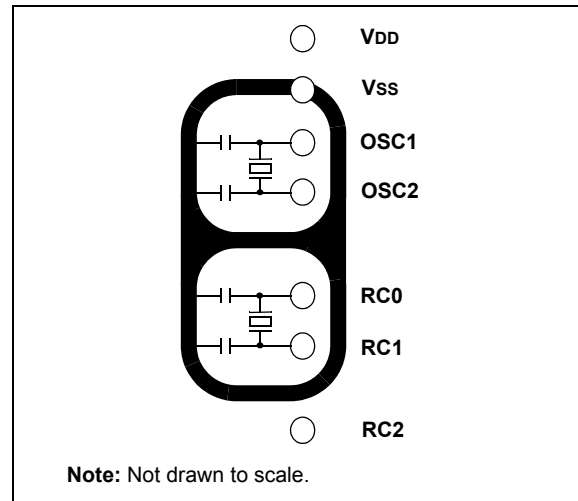 VDD
VSS
OSC1
OSC2
RC0
RC1
RC2
Note: Not drawn to scale.